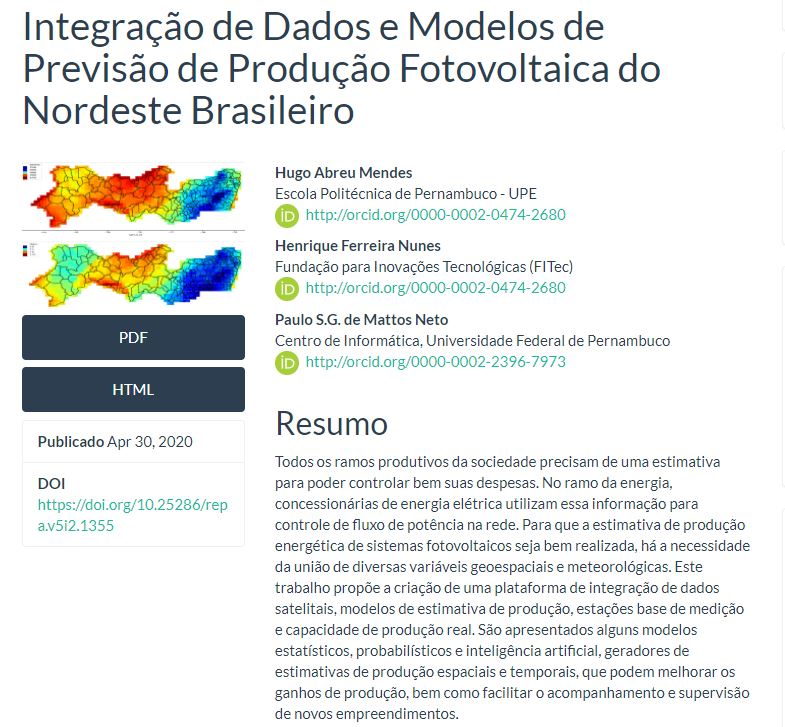 Integração de Dados e Modelos de
Previsão de Produção Fotovoltaica do
Nordeste Brasileiro
Hugo Abreu Mendes
Escola Politécnica de Pernambuco - UPE
iD http://orcid.org/0000-0002-0474-2680
Henrique Ferreira Nunes
Fundação para Inovações Tecnológicas (FITec)
iD http://orcid.org/0000-0002-0474-2680
Paulo S.G. de Mattos Neto
Centro de Informática, Universidade Federal de Pernambuco
iD http://orcid.org/0000-0002-2396-7973
PDF
HTML
Publicado Apr 30, 2020
DOI
https://doi.org/10.25286/rep
a.v5i2.1355
Resumo
Todos os ramos produtivos da sociedade precisam de uma estimativa
para poder controlar bem suas despesas. No ramo da energia,
concessionárias de energia elétrica utilizam essa informação para
controle de fluxo de potência na rede. Para que a estimativa de produção
energética de sistemas fotovoltaicos seja bem realizada, há a necessidade
da união de diversas variáveis geoespaciais e meteorológicas. Este
trabalho propõe a criação de uma plataforma de integração de dados
satelitais, modelos de estimativa de produção, estações base de medição
e capacidade de produção real. São apresentados alguns modelos
estatísticos, probabilísticos e inteligência artificial, geradores de
estimativas de produção espaciais e temporais, que podem melhorar os
ganhos de produção, bem como facilitar o acompanhamento e supervisão
de novos empreendimentos.